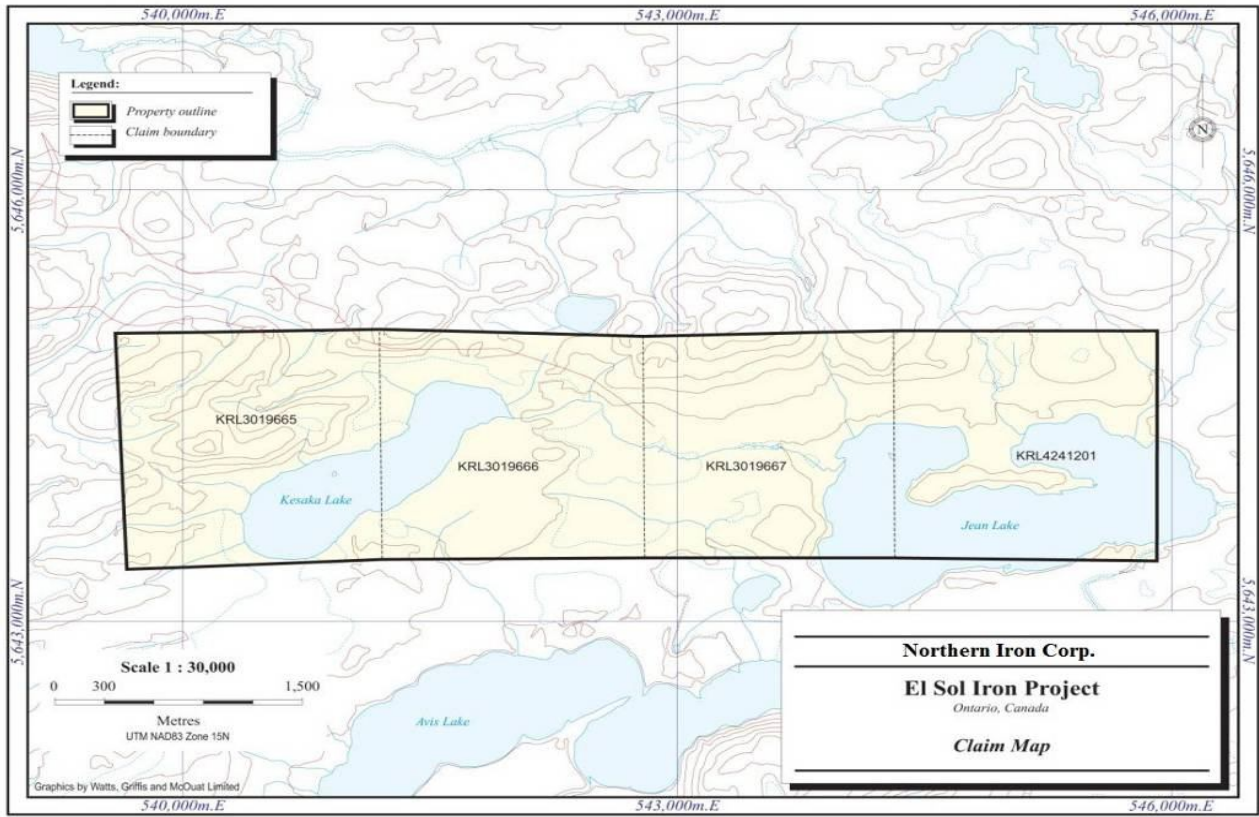 540,000m.E 543,000m.E 546,000m.E
Legend:
Property outline
Claim boundary
N
5,646,000m.N
5,646,000m.N
KRL3019665
KRL3019666
KRL3019667
KRL4241201
Kesaka Lake
Jean Lake
5,643,000m.N
5,643,000m.N
Scale 1 : 30,000
0 300 1,500
Metres
UTM NAD83 Zone 15N
Avis Lake
Northern Iron Corp.
El Sol Iron Project
Ontario, Canada
Claim Map
Graphics by Watts, Griffis and McOuat Limited
540,000m.E 543,000m.E 546,000m.E